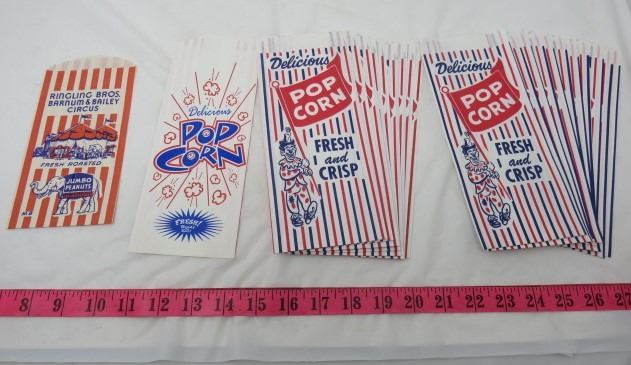 RINGLING BROS.
BARNUM & BAILEY
CIRCUS
FRESH ROASTED
JUMBO
PEANUTS
Delicious
POP
CORN
FRESH!
Delicious
POP
CORN
FRESH
and
CRISP
Delicious
POP
CORN
FRESH
and
CRISP
8 9 10 11 12 13 14 15 16 17 18 19 20 21 22 23 24 25 26 27